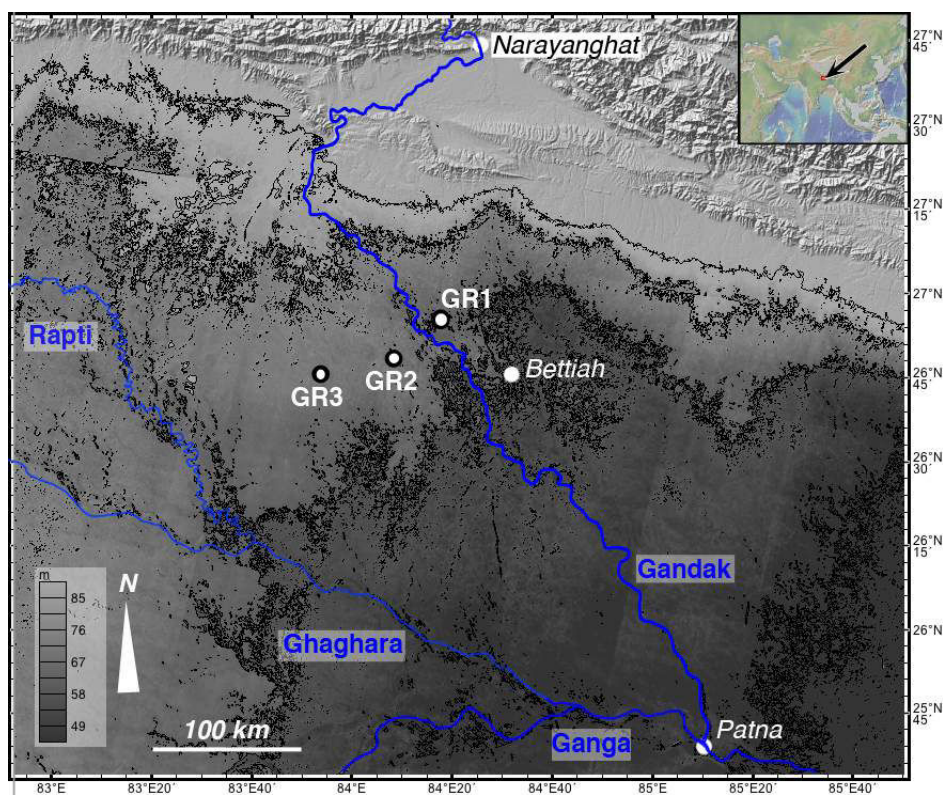 Narayanghat
27°N
45'
27°N
30'
27°N
15'
27°N
GR1
Rapti
GR2
Bettiah
GR3
26°N
45'
26°N
30'
26°N
15'
Gandak
m
N
85
76
67
58
49
Ghaghara
26°N
25°N
45'
100 km
Ganga
Patna
83°E
83°E20'
83°E40'
84°E
84°E20'
84°E40'
85°E
85°E20'